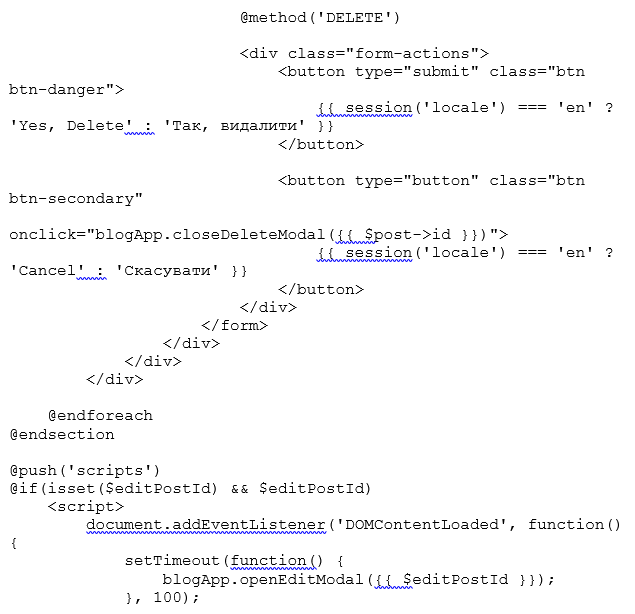 @method('DELETE')
<div class="form-actions">
<button type="submit" class="btn
btn-danger">
{{ session('locale') === 'en' ?
'Yes, Delete' : 'Так, видалити' }}
</button>
<button type="button" class="btn
btn-secondary"
onclick="blogApp.closeDeleteModal({{ $post->id }})">
{{ session('locale') === 'en' ?
'Cancel' : 'Скасувати' }}
</button>
</div>
</form>
</div>
</div>
</div>
@endforeach
@endsection
@push('scripts')
@if(isset($editPostId) && $editPostId)
<script>
document.addEventListener('DOMContentLoaded', function()
{
setTimeout(function() {
blogApp.openEditModal({{ $editPostId }});
}, 100);